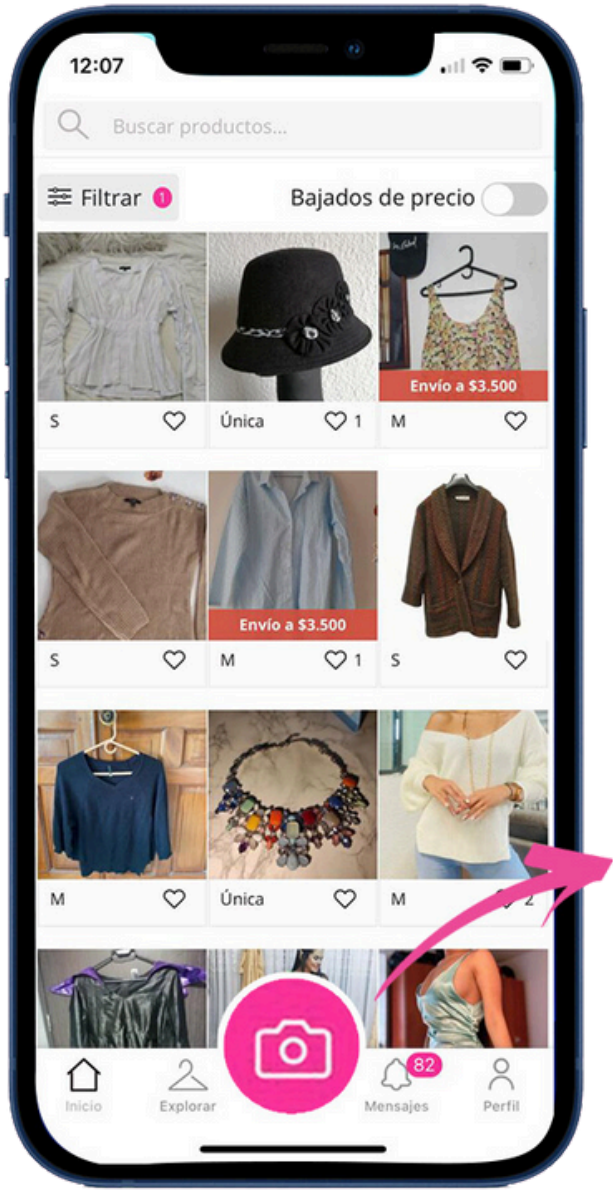 12:07
Buscar productos...
Filtrar 1
Bajados de precio
Envío a $3.500
S
Única 1
M
Envío a $3.500
S
M 1
S
M
Única
M 2
82
Inicio
Explorar
Mensajes
Perfil